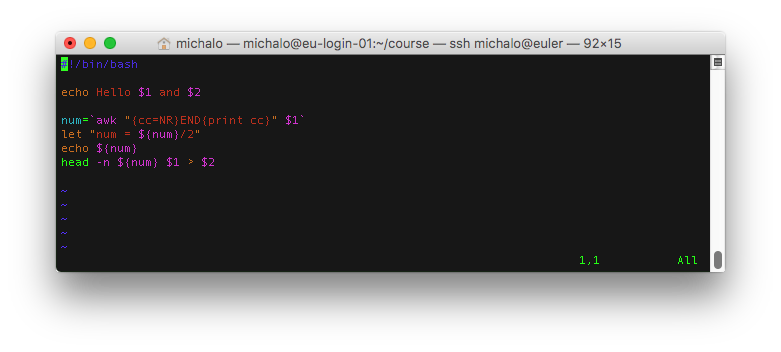 michalo — michalo@eu-login-01:~/course — ssh michalo@euler — 92×15
#!/bin/bash
echo Hello $1 and $2
num=`awk "{cc=NR}END{print cc}" $1`
let "num = ${num}/2"
echo ${num}
head -n ${num} $1 > $2
~
~
~
~
~
1,1 All